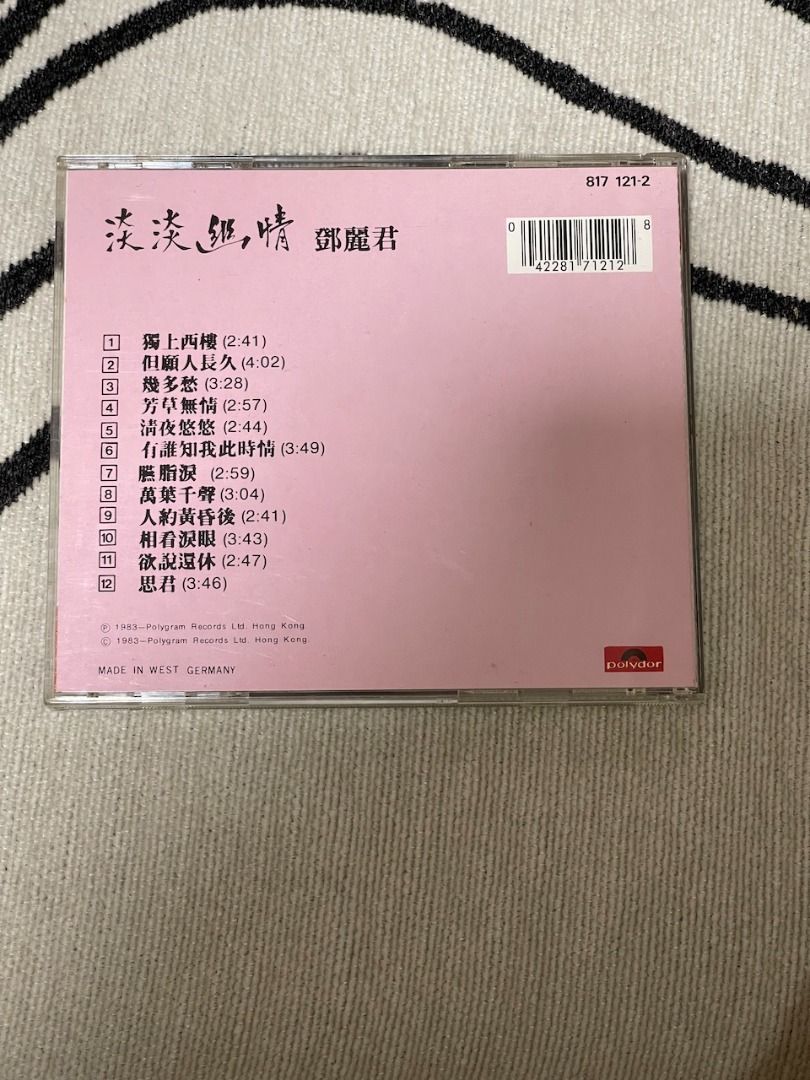 817 121-2
淡淡幽情 鄧麗君
0 42281 71212 8
1 獨上西樓 (2:41)
2 但願人長久 (4:02)
3 幾多愁 (3:28)
4 芳草無情 (2:57)
5 清夜悠悠 (2:44)
6 有誰知我此時情 (3:49)
7 臙脂淚 (2:59)
8 萬葉千聲 (3:04)
9 人約黃昏後 (2:41)
10 相看淚眼 (3:43)
11 欲說還休 (2:47)
12 思君 (3:46)
Ⓟ 1983—Polygram Records Ltd. Hong Kong.
Ⓒ 1983—Polygram Records Ltd. Hong Kong.
MADE IN WEST GERMANY
polydor